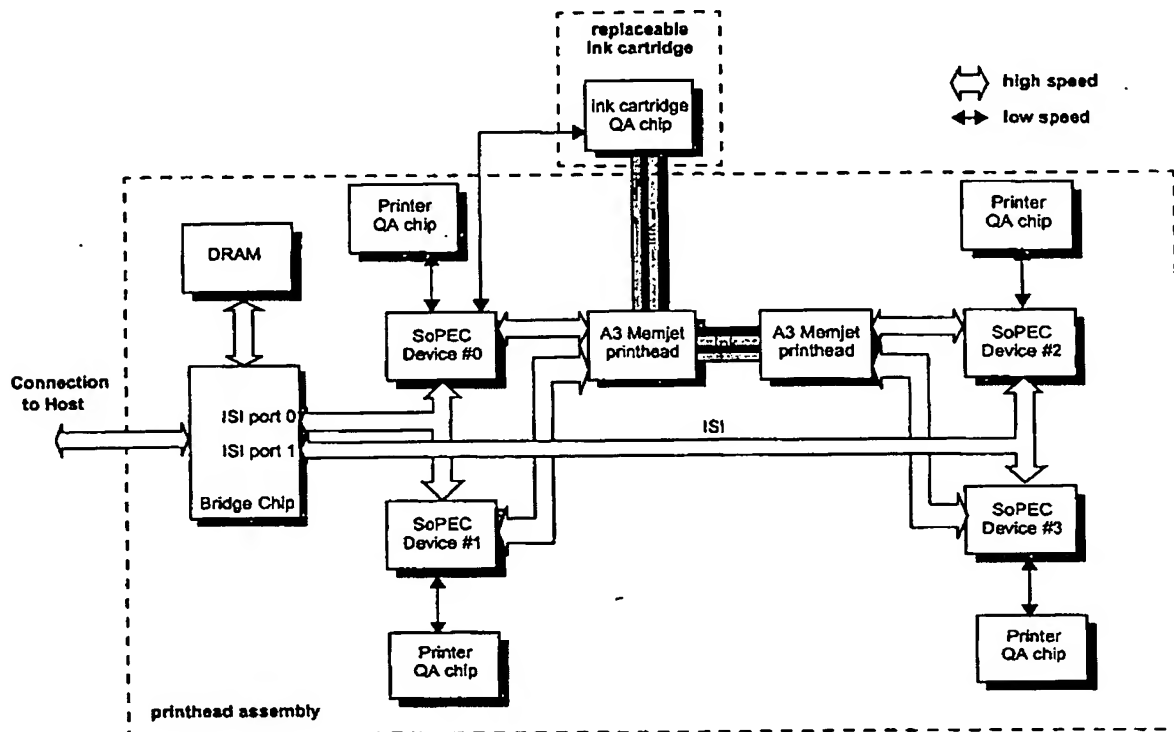 replaceable
ink cartridge
ink cartridge
QA chip
high speed
low speed
Printer
QA chip
Printer
QA chip
DRAM
Ink
SoPEC
Device #0
A3 Memjet
printhead
Ink
A3 Memjet
printhead
SoPEC
Device #2
Connection
to Host
ISI port 0
ISI port 1
Bridge Chip
ISI
SoPEC
Device #1
SoPEC
Device #3
Printer
QA chip
Printer
QA chip
printhead assembly